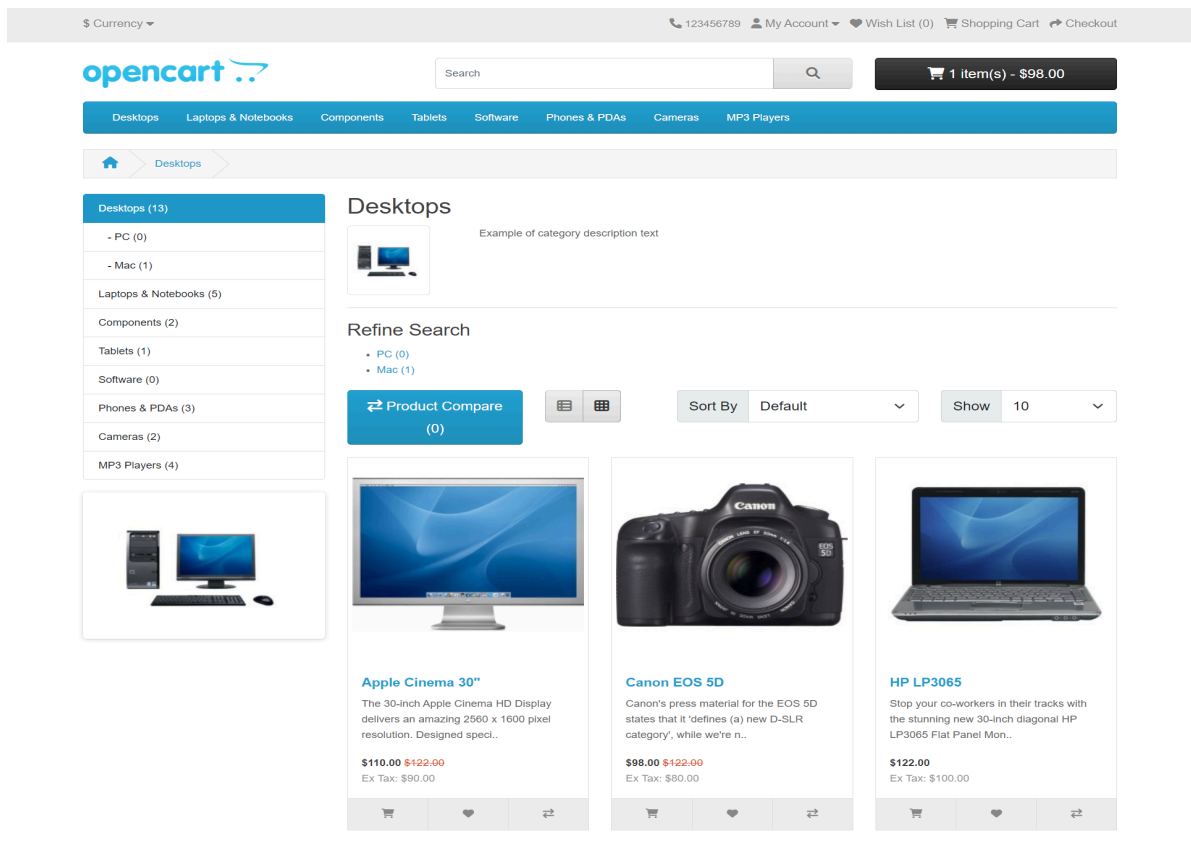 $ Currency
123456789 My Account Wish List (0) Shopping Cart Checkout
opencart
Search
1 item(s) - $98.00
Desktops Laptops & Notebooks Components Tablets Software Phones & PDAs Cameras MP3 Players
Desktops
Desktops (13)
- PC (0)
- Mac (1)
Laptops & Notebooks (5)
Components (2)
Tablets (1)
Software (0)
Phones & PDAs (3)
Cameras (2)
MP3 Players (4)
Desktops
Example of category description text
Refine Search
PC (0)
Mac (1)
Product Compare
(0)
Sort By Default
Show 10
Canon
EOS
5D
Apple Cinema 30"
The 30-inch Apple Cinema HD Display
delivers an amazing 2560 x 1600 pixel
resolution. Designed speci..
$110.00 $122.00
Ex Tax: $90.00
Canon EOS 5D
Canon's press material for the EOS 5D
states that it 'defines (a) new D-SLR
category', while we're n..
$98.00 $122.00
Ex Tax: $80.00
HP LP3065
Stop your co-workers in their tracks with
the stunning new 30-inch diagonal HP
LP3065 Flat Panel Mon..
$122.00
Ex Tax: $100.00